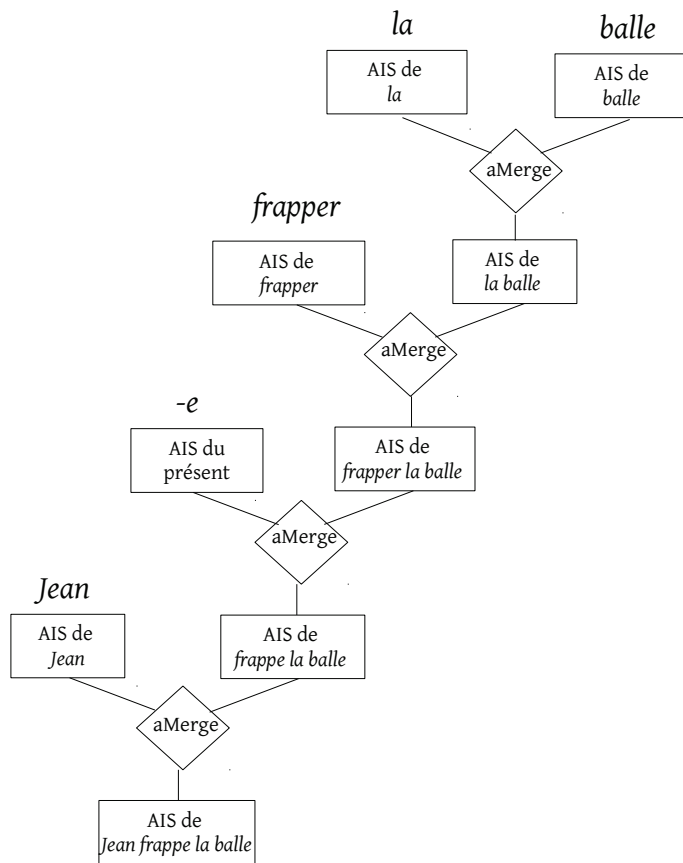 la
balle
AIS de
la
AIS de
balle
aMerge
frapper
AIS de
frapper
AIS de
la balle
aMerge
-e
AIS du
présent
AIS de
frapper la balle
aMerge
Jean
AIS de
Jean
AIS de
frappe la balle
aMerge
AIS de
Jean frappe la balle